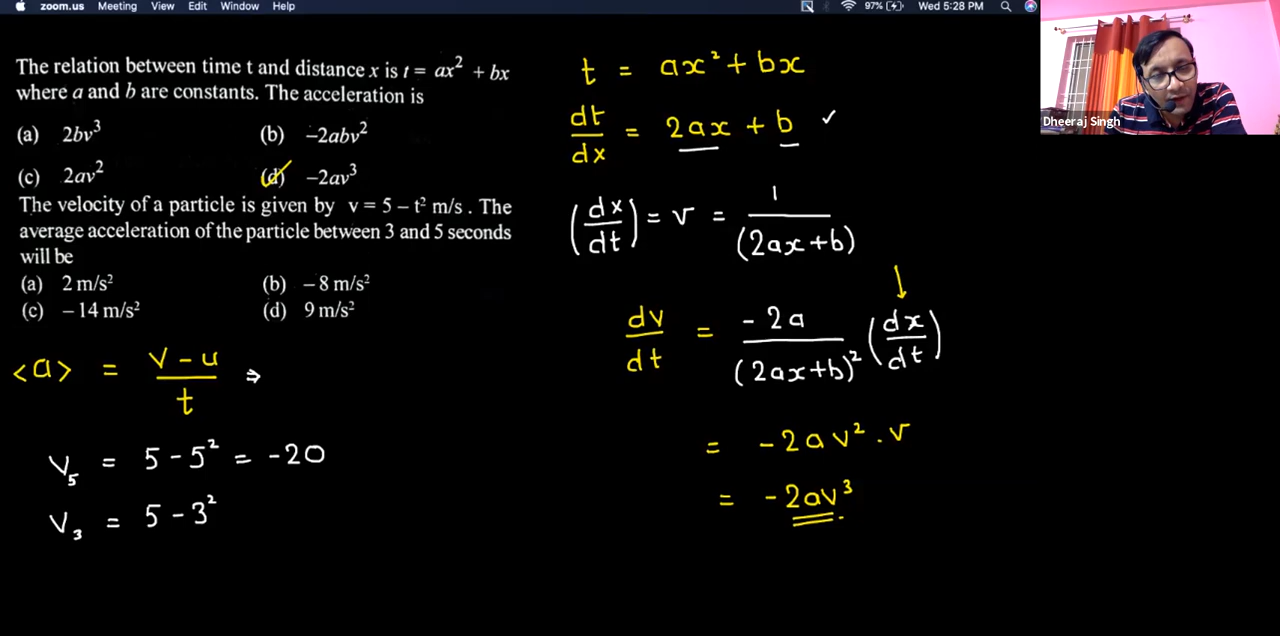 zoom.us Meeting View Edit Window Help 97% Wed 5:28 PM
The relation between time t and distance x is t = ax² + bx
where a and b are constants. The acceleration is
(a) 2bv³ (b) −2abv²
(c) 2av² (d) −2av³
The velocity of a particle is given by v = 5 − t² m/s . The
average acceleration of the particle between 3 and 5 seconds
will be
(a) 2 m/s² (b) − 8 m/s²
(c) − 14 m/s² (d) 9 m/s²
<a> = v − u / t ⇒
V₅ = 5 − 5² = −20
V₃ = 5 − 3²
t = ax² + bx
dt/dx = 2ax + b ✓
(dx/dt) = v = 1/(2ax+b)
dv/dt = −2a/(2ax+b)² (dx/dt)
= −2av² . v
= −2av³
Dheeraj Singh